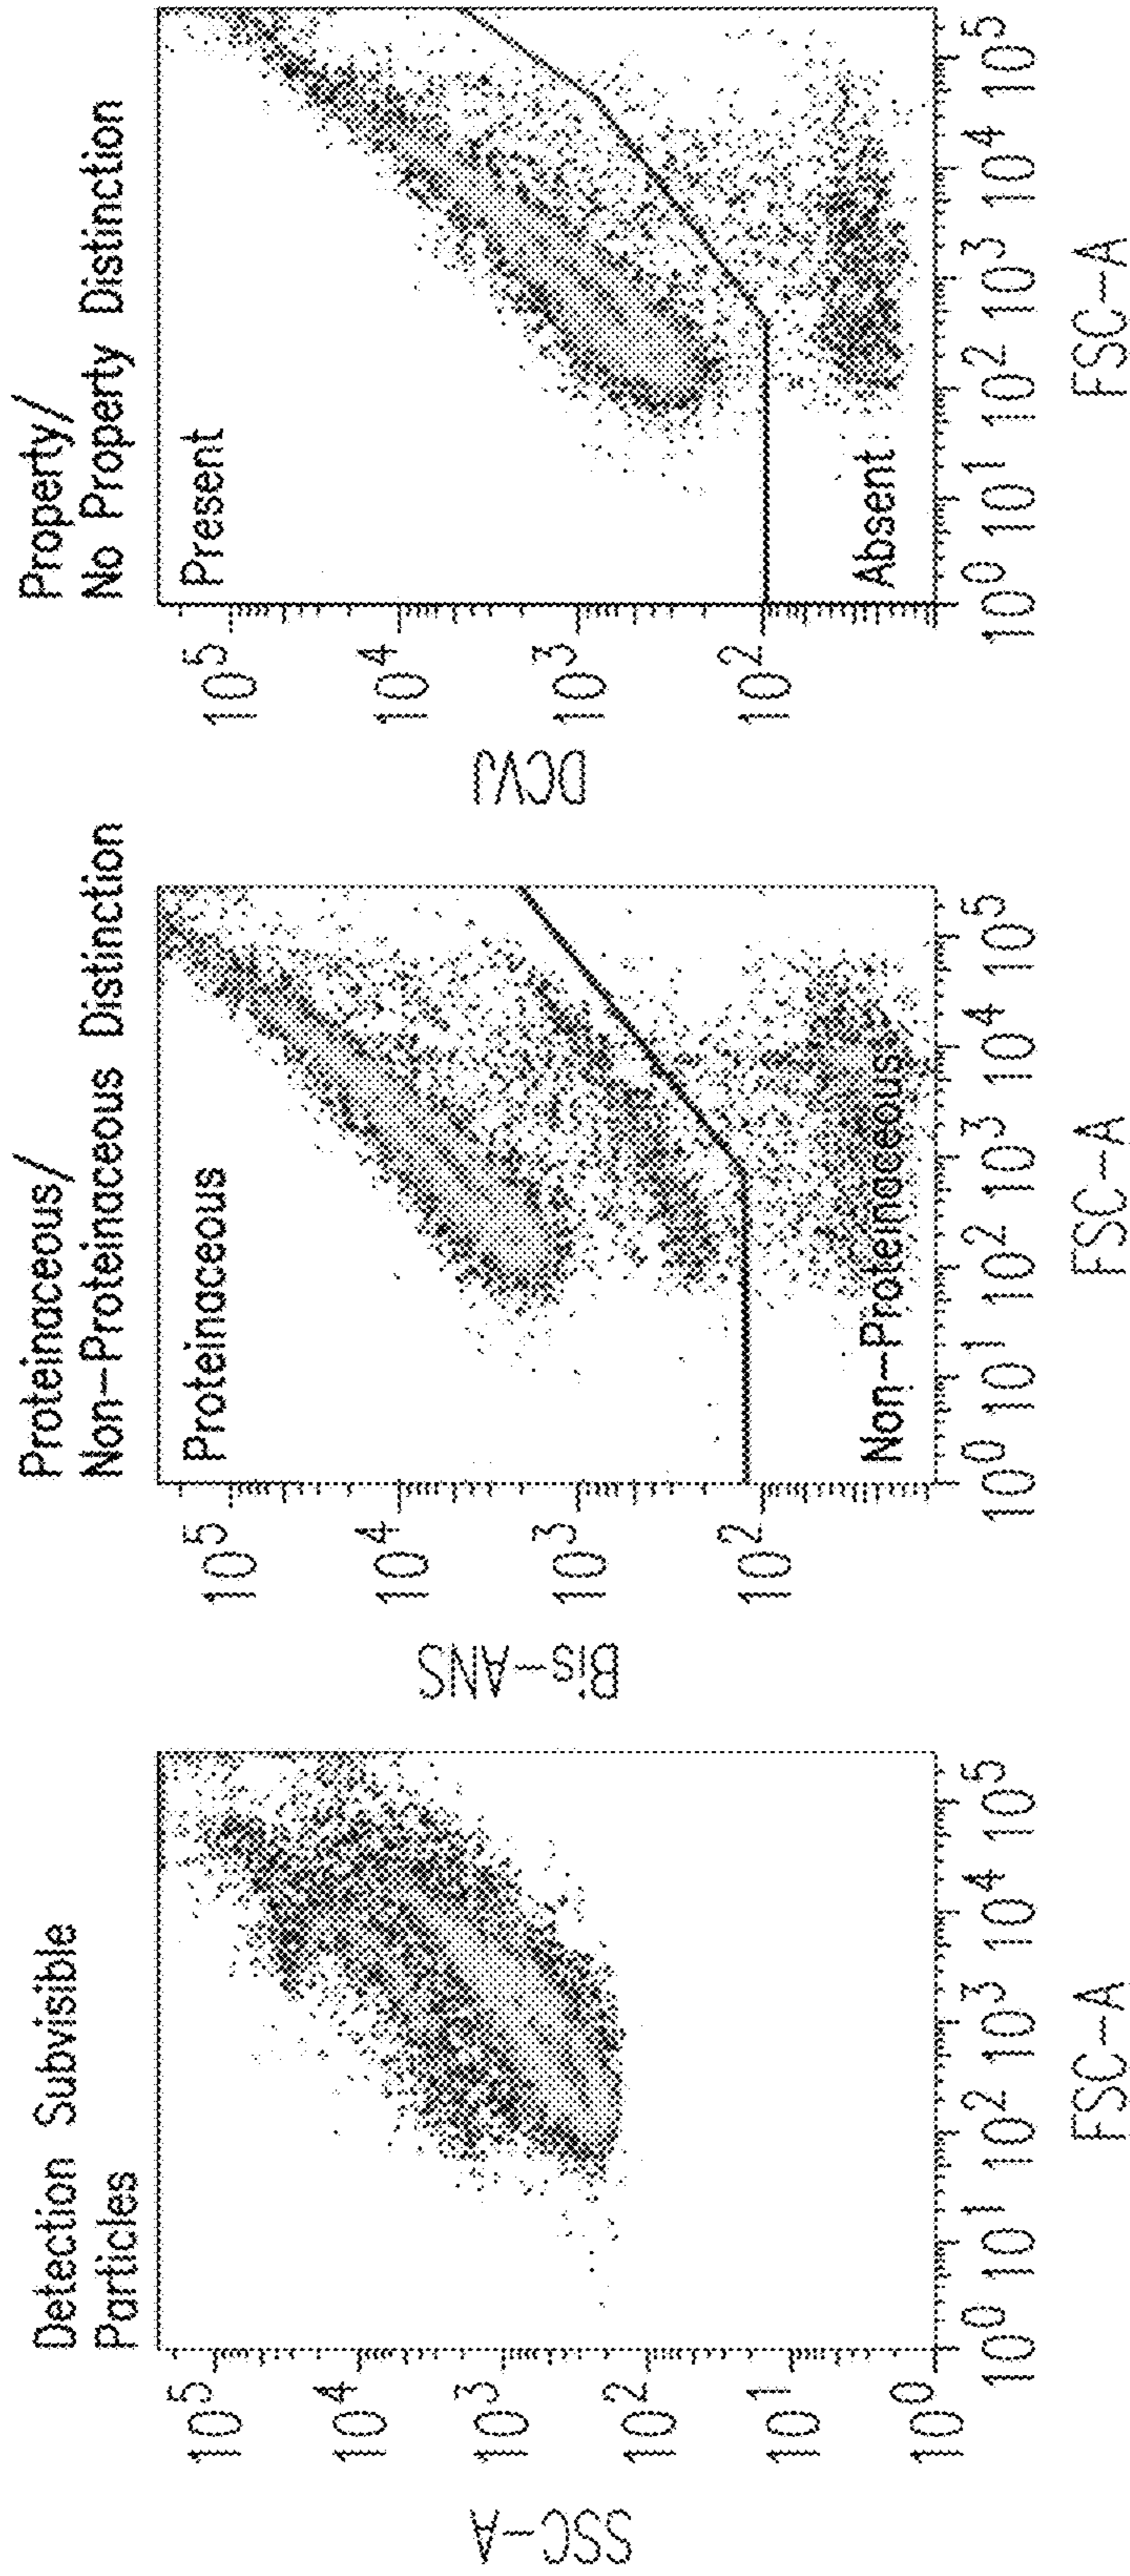 Detection Subvisible
Particles
SSC-A
10^5
10^4
10^3
10^2
10^1
10^0
10^0 10^1 10^2 10^3 10^4 10^5
FSC-A
Proteinaceous/
Non-Proteinaceous Distinction
Bis-ANS
10^5
10^4
10^3
10^2
Proteinaceous
Non-Proteinaceous
10^0 10^1 10^2 10^3 10^4 10^5
FSC-A
Property/
No Property Distinction
DCVJ
10^5
10^4
10^3
10^2
Present
Absent
10^0 10^1 10^2 10^3 10^4 10^5
FSC-A